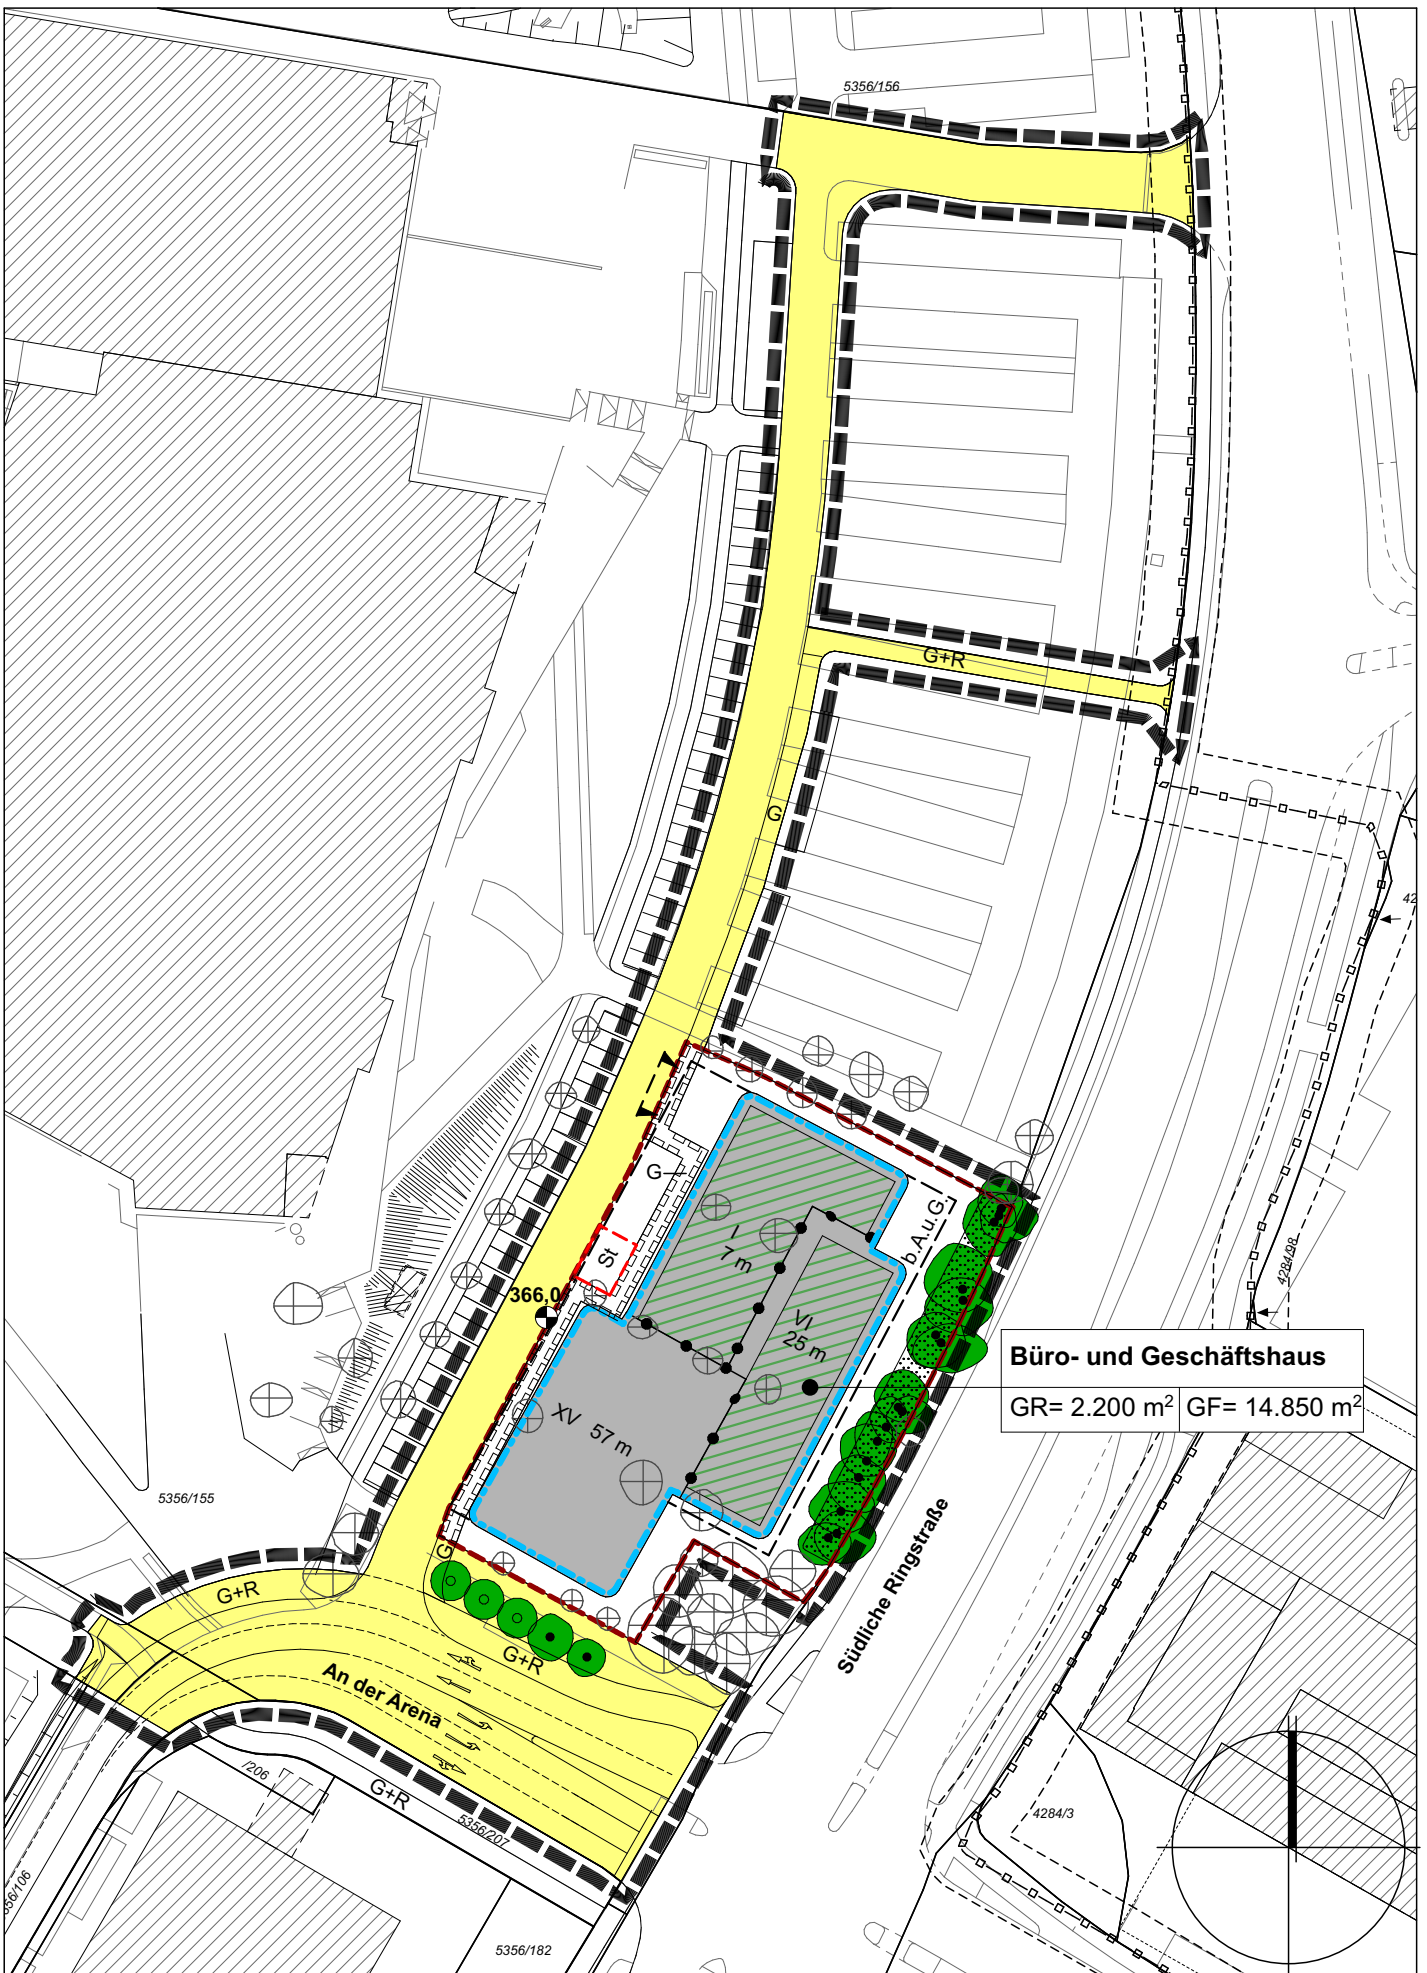 5356/156
G+R
G
42
G
St
I
7 m
b.A.u.G.
366,0
VI
25 m
4284/98
Büro- und Geschäftshaus
GR= 2.200 m² GF= 14.850 m²
XV 57 m
5356/155
G
Südliche Ringstraße
G+R
G+R
An der Arena
/206
G+R
5356/207
4284/3
5356/182